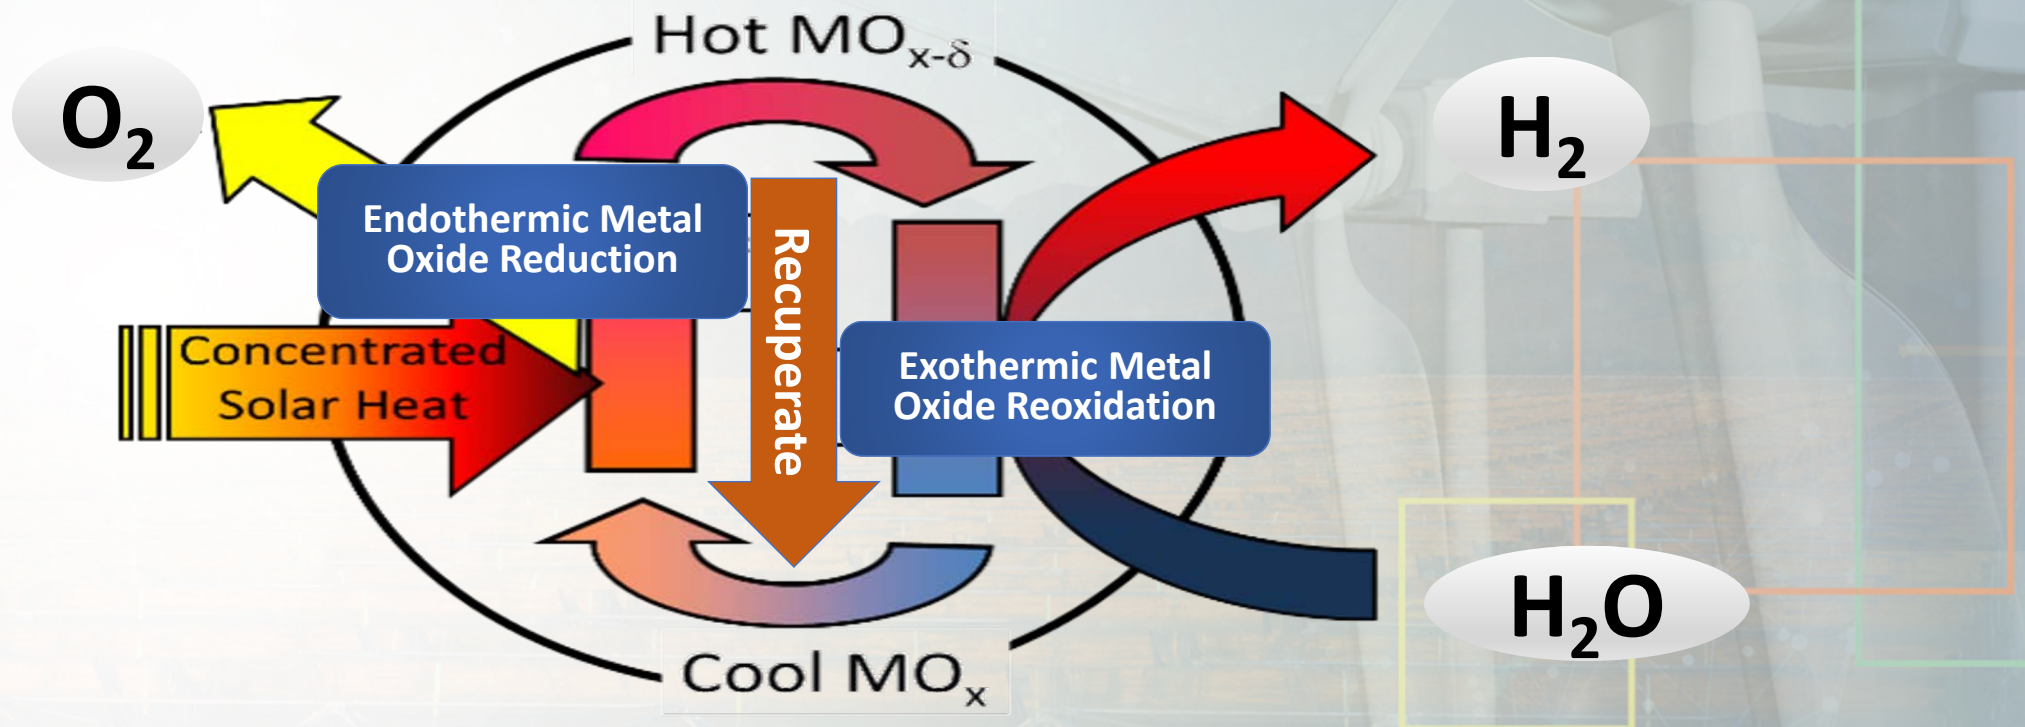 Hot MOₓ₋δ
O₂
H₂
Endothermic Metal
Oxide Reduction
Recuperate
Concentrated
Solar Heat
Exothermic Metal
Oxide Reoxidation
H₂O
Cool MOₓ